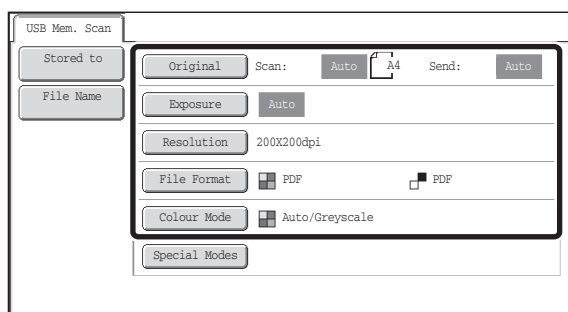 USB Mem. Scan
Stored to
File Name
Original Scan: Auto A4 Send: Auto
Exposure Auto
Resolution 200X200dpi
File Format PDF PDF
Colour Mode Auto/Greyscale
Special Modes